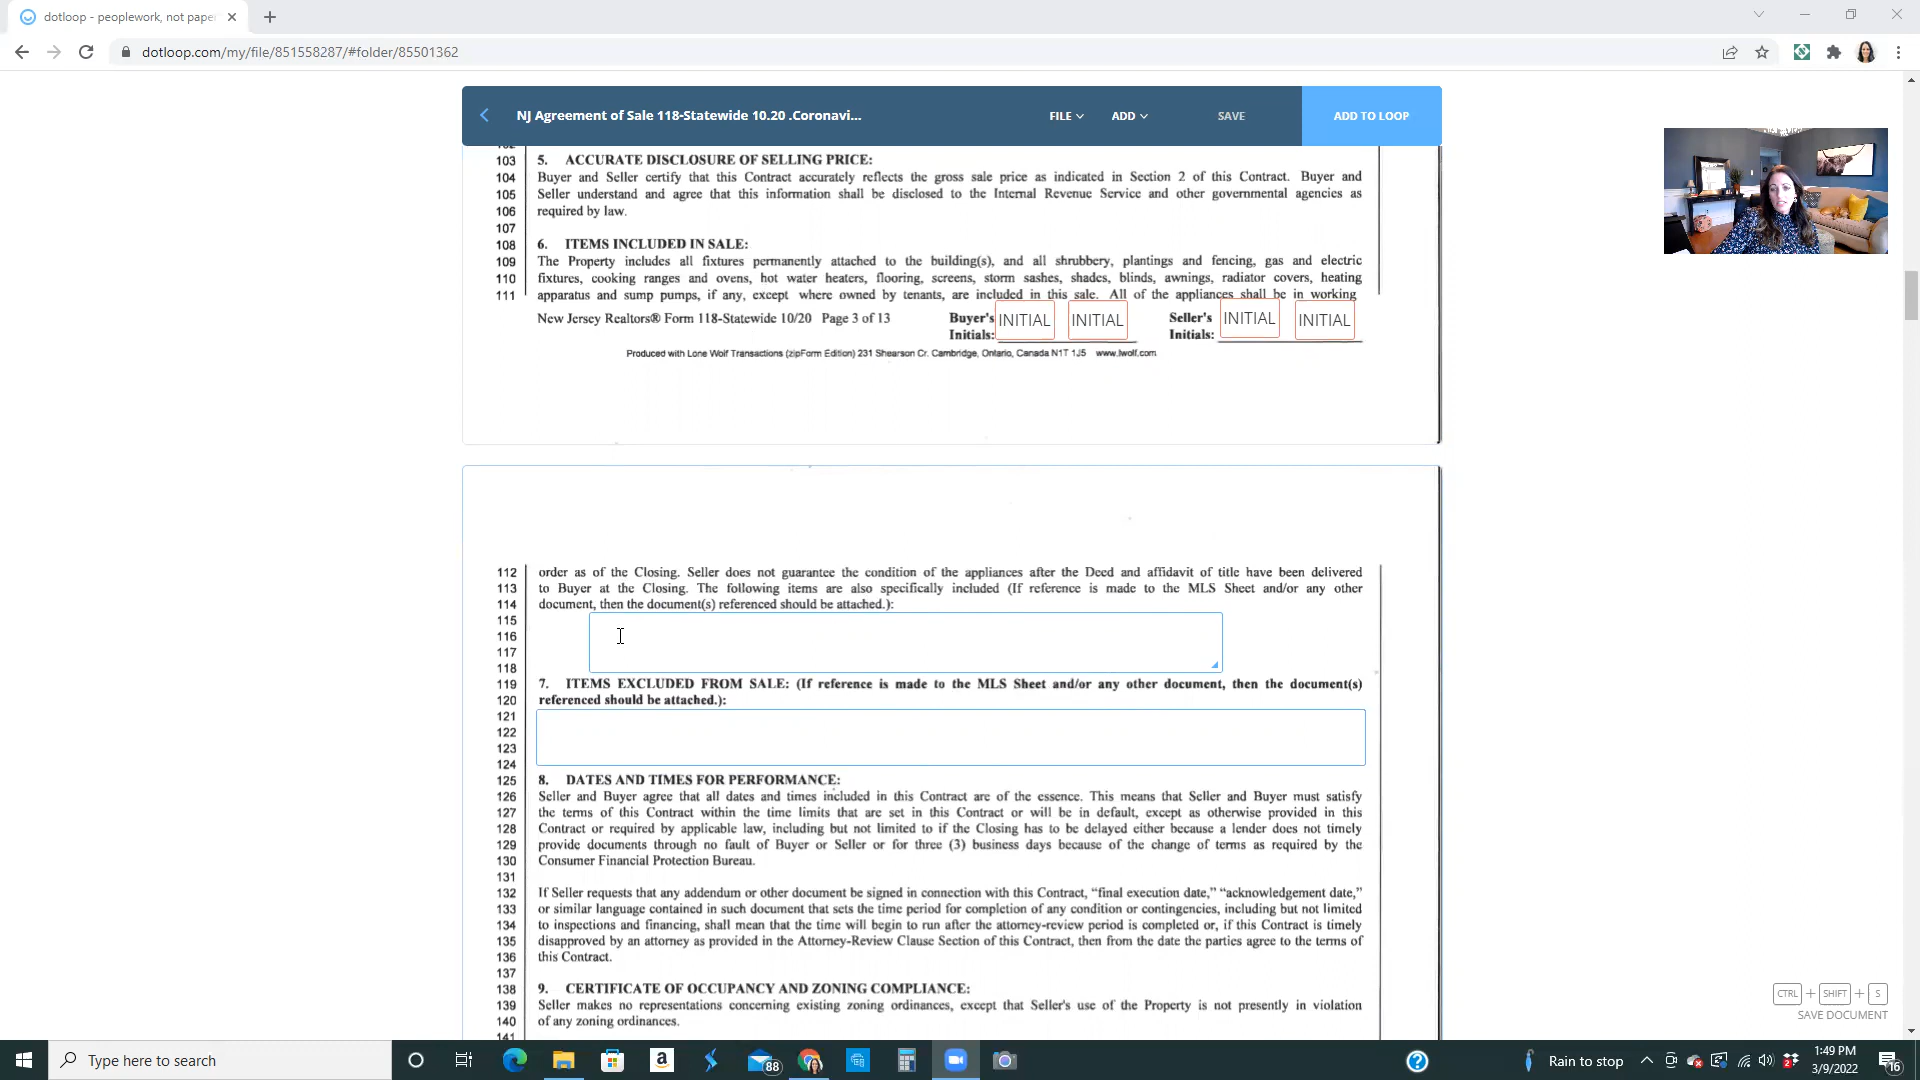 dotloop - peoplework, not pape
dotloop.com/my/file/851558287/#folder/85501362
NJ Agreement of Sale 118-Statewide 10.20 .Coronavi...
FILE
ADD
SAVE
ADD TO LOOP
103 5. ACCURATE DISCLOSURE OF SELLING PRICE:
104 Buyer and Seller certify that this Contract accurately reflects the gross sale price as indicated in Section 2 of this Contract. Buyer and
105 Seller understand and agree that this information shall be disclosed to the Internal Revenue Service and other governmental agencies as
106 required by law.
107
108 6. ITEMS INCLUDED IN SALE:
109 The Property includes all fixtures permanently attached to the building(s), and all shrubbery, plantings and fencing, gas and electric
110 fixtures, cooking ranges and ovens, hot water heaters, flooring, screens, storm sashes, shades, blinds, awnings, radiator covers, heating
111 apparatus and sump pumps, if any, except where owned by tenants, are included in this sale. All of the appliances shall be in working
New Jersey Realtors® Form 118-Statewide 10/20 Page 3 of 13 Buyer's Initials: INITIAL INITIAL Seller's Initials: INITIAL INITIAL
Produced with Lone Wolf Transactions (zipForm Edition) 231 Shearson Cr. Cambridge, Ontario, Canada N1T 1J5 www.lwolf.com
112 order as of the Closing. Seller does not guarantee the condition of the appliances after the Deed and affidavit of title have been delivered
113 to Buyer at the Closing. The following items are also specifically included (If reference is made to the MLS Sheet and/or any other
114 document, then the document(s) referenced should be attached.):
115
116
117
118
119 7. ITEMS EXCLUDED FROM SALE: (If reference is made to the MLS Sheet and/or any other document, then the document(s)
120 referenced should be attached.):
121
122
123
124
125 8. DATES AND TIMES FOR PERFORMANCE:
126 Seller and Buyer agree that all dates and times included in this Contract are of the essence. This means that Seller and Buyer must satisfy
127 the terms of this Contract within the time limits that are set in this Contract or will be in default, except as otherwise provided in this
128 Contract or required by applicable law, including but not limited to if the Closing has to be delayed either because a lender does not timely
129 provide documents through no fault of Buyer or Seller or for three (3) business days because of the change of terms as required by the
130 Consumer Financial Protection Bureau.
131
132 If Seller requests that any addendum or other document be signed in connection with this Contract, “final execution date,” “acknowledgement date,”
133 or similar language contained in such document that sets the time period for completion of any condition or contingencies, including but not limited
134 to inspections and financing, shall mean that the time will begin to run after the attorney-review period is completed or, if this Contract is timely
135 disapproved by an attorney as provided in the Attorney-Review Clause Section of this Contract, then from the date the parties agree to the terms of
136 this Contract.
137
138 9. CERTIFICATE OF OCCUPANCY AND ZONING COMPLIANCE:
139 Seller makes no representations concerning existing zoning ordinances, except that Seller's use of the Property is not presently in violation
140 of any zoning ordinances.
141
CTRL + SHIFT + S
SAVE DOCUMENT
Type here to search
88
Rain to stop
2
1:49 PM
3/9/2022
16